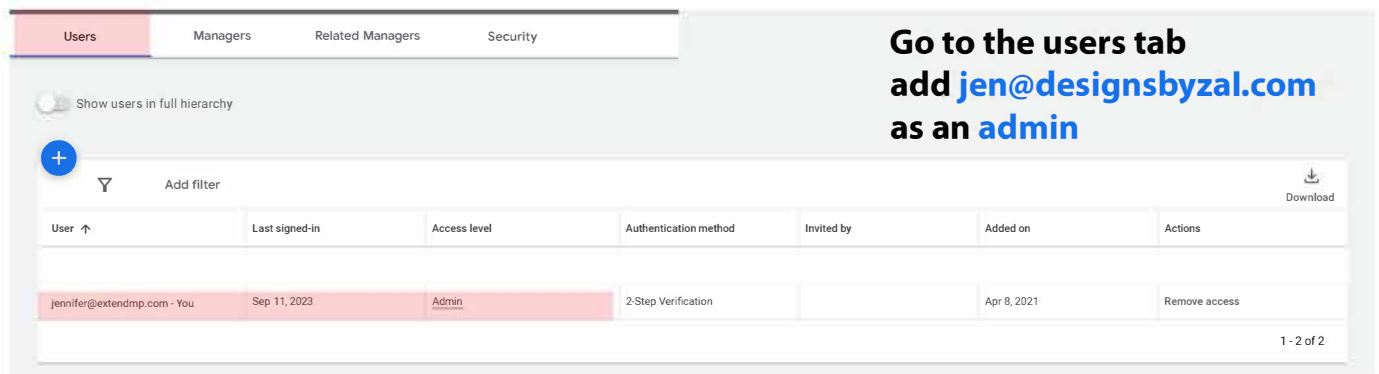 Users Managers Related Managers Security
Go to the users tab
add jen@designsbyzal.com
as an admin
Show users in full hierarchy
+
Add filter
Download
User ↑ Last signed-in Access level Authentication method Invited by Added on Actions
jennifer@extendmp.com - You Sep 11, 2023 Admin 2-Step Verification Apr 8, 2021 Remove access
1 - 2 of 2